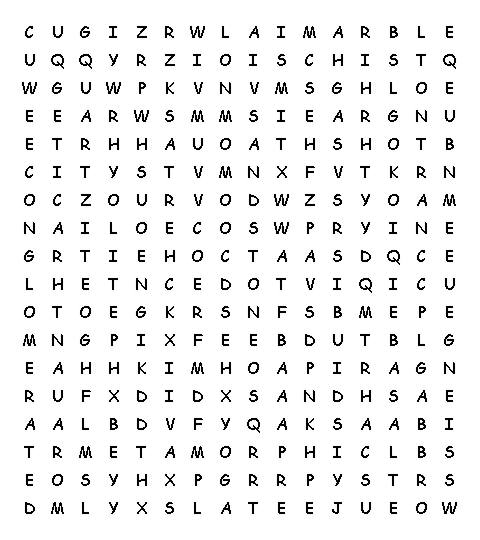 C U G I Z R W L A I M A R B L E
U Q Q Y R Z I O I S C H I S T Q
W G U W P K V N V M S G H L O E
E E A R W S M M S I E A R G N U
E T R H H A U O A T H S H O T B
C I T Y S T V M N X F V T K R N
O C Z O U R V O D W Z S Y O A M
N A I L O E C O S W P R Y I N E
G R T I E H O C T A A S D Q C E
L H E T N C E D O T V I Q I C U
O T O E G K R S N F S B M E P E
M N G P I X F E E B D U T B L G
E A H H K I M H O A P I R A G N
R U F X D I D X S A N D H S A E
A A L B D V F Y Q A K S A A B I
T R M E T A M O R P H I C L B S
E O S Y H X P G R R P Y S T R S
D M L Y X S L A T E E J U E O W